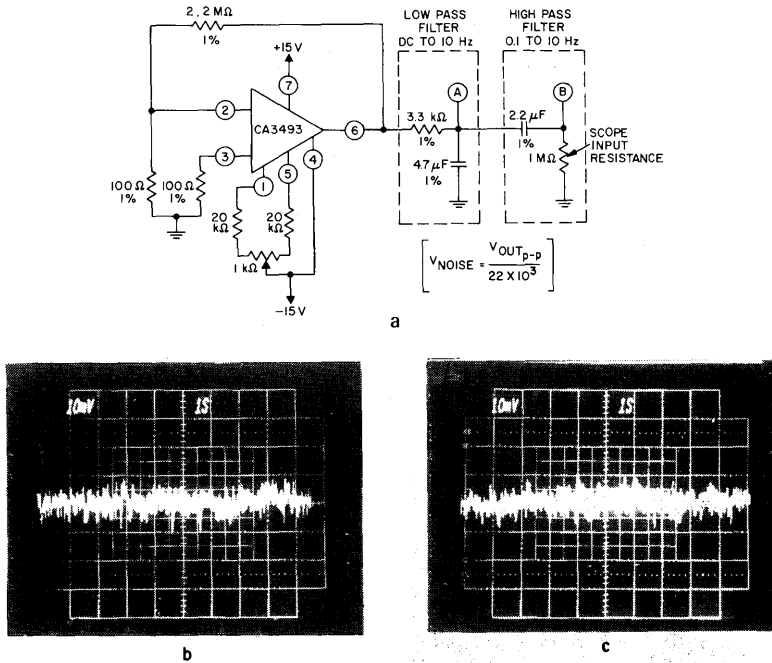 2.2 MΩ
1%
+15 V
7
2
CA3493
6
3
4
1
5
100 Ω
1%
100 Ω
1%
20
kΩ
20
kΩ
1 kΩ
−15 V
LOW PASS
FILTER
DC TO 10 Hz
A
3.3 kΩ
1%
4.7 µF
1%
HIGH PASS
FILTER
0.1 TO 10 Hz
B
2.2 µF
1%
1 MΩ
SCOPE
INPUT
RESISTANCE
[ V_NOISE = V_OUT p-p / 22 X 10³ ]
a
10mV 1S
b
10mV 1S
c